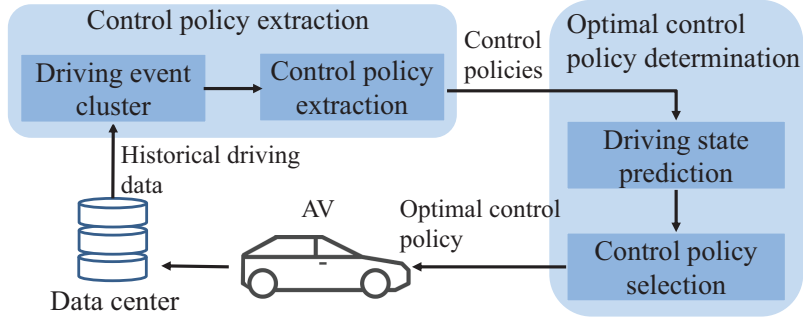 Control policy extraction
Driving event
cluster
Control policy
extraction
Control
policies
Optimal control
policy determination
Driving state
prediction
Control policy
selection
Optimal control
policy
AV
Historical driving
data
Data center